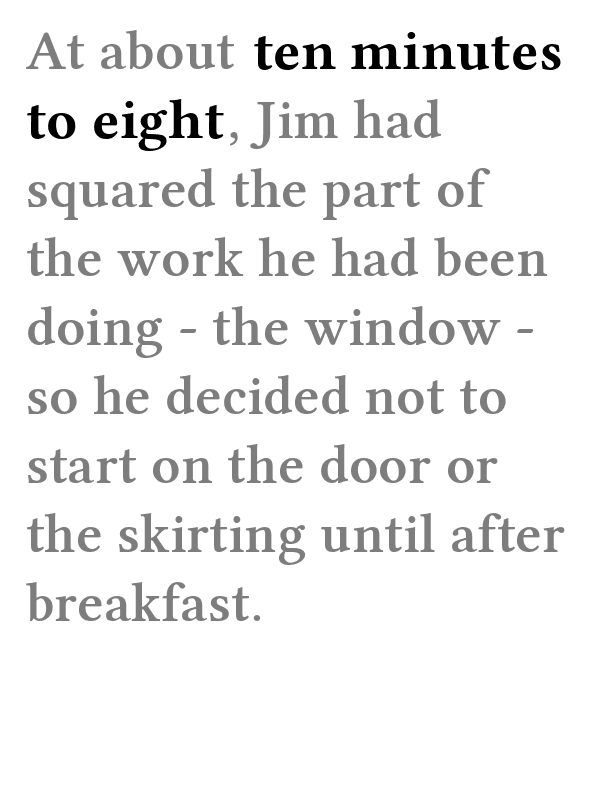 At about ten minutes
to eight, Jim had
squared the part of
the work he had been
doing - the window -
so he decided not to
start on the door or
the skirting until after
breakfast.